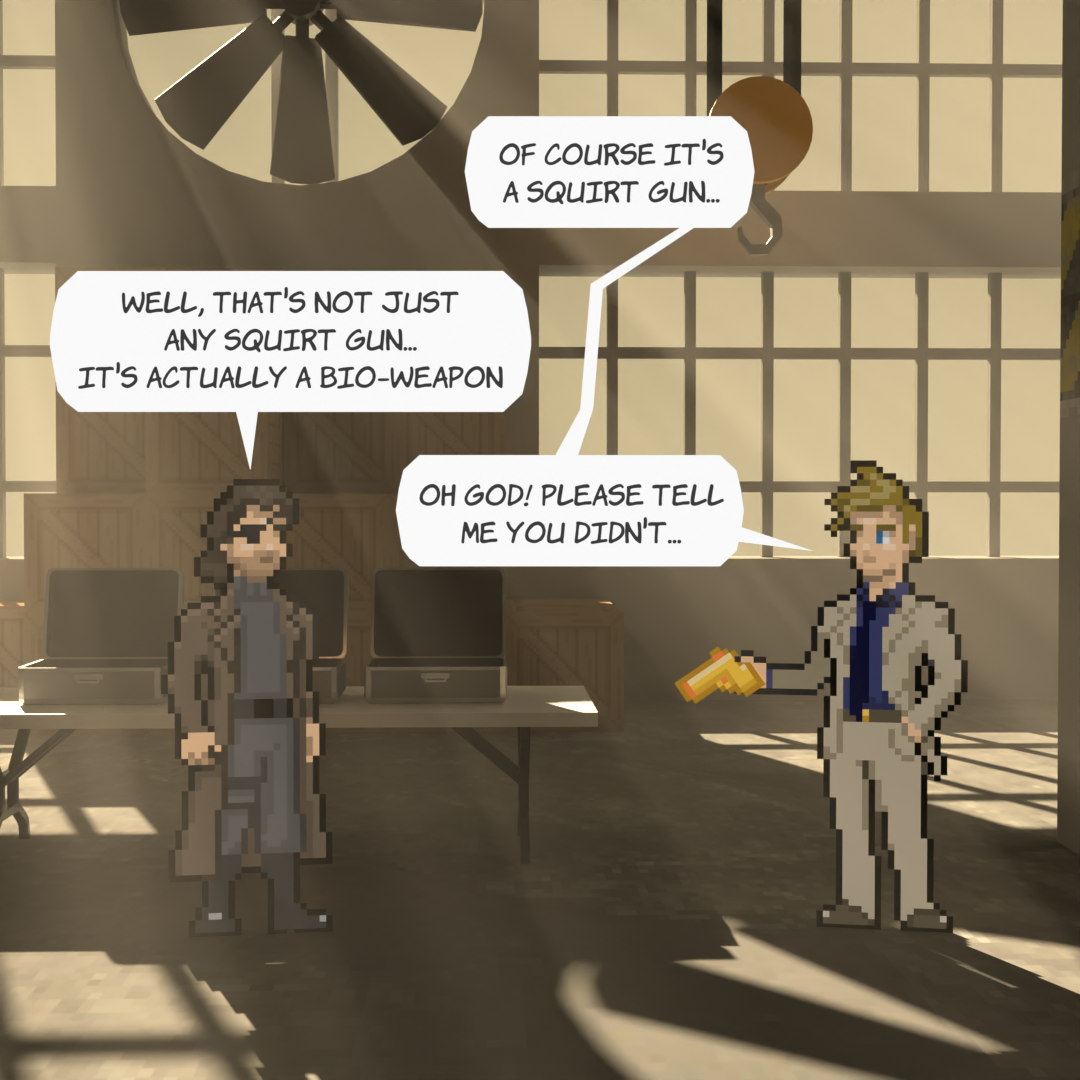 OF COURSE IT'S
A SQUIRT GUN...
WELL, THAT'S NOT JUST
ANY SQUIRT GUN...
IT'S ACTUALLY A BIO-WEAPON
OH GOD! PLEASE TELL
ME YOU DIDN'T...